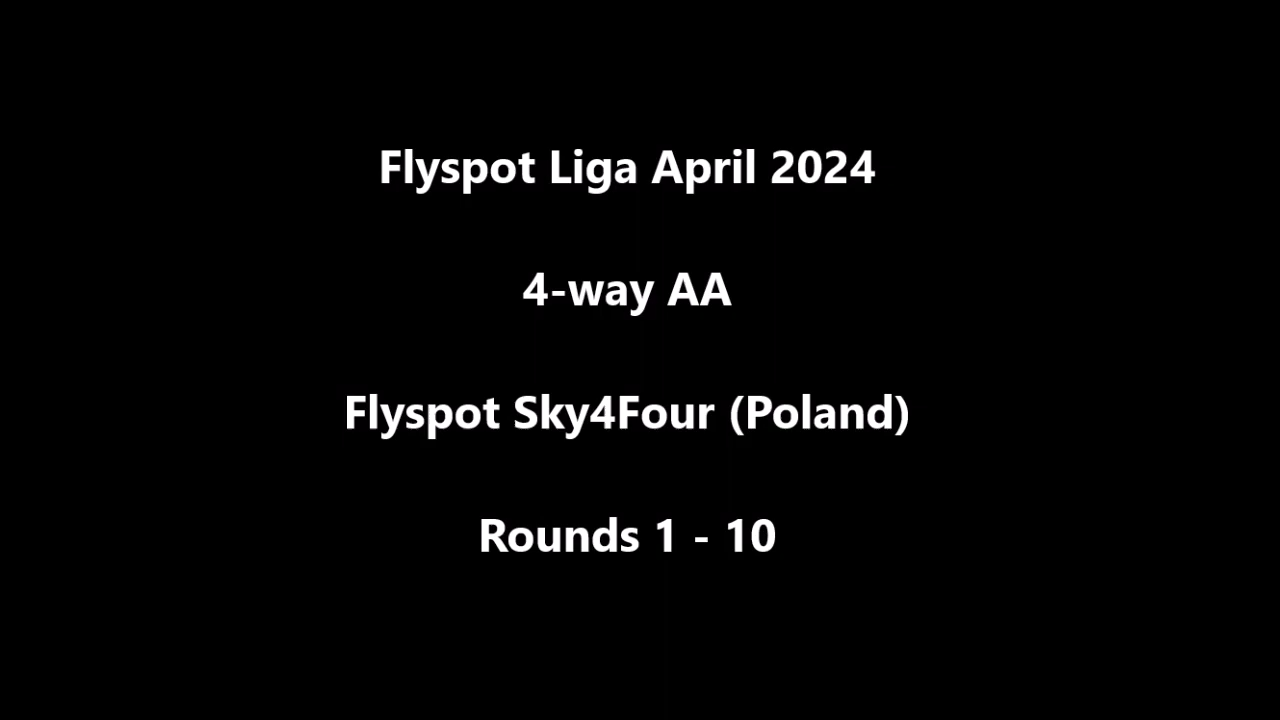 Flyspot Liga April 2024
4-way AA
Flyspot Sky4Four (Poland)
Rounds 1 - 10